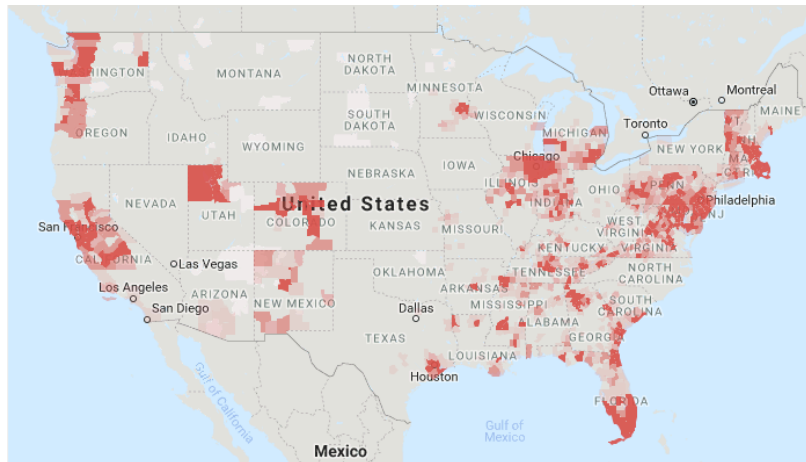 Ottawa
Montreal
NORTH
DAKOTA
MINNESOTA
HINGTON
MONTANA
MAINE
Toronto
SOUTH
DAKOTA
WISCONSIN
MICHIGAN
OREGON
IDAHO
WYOMING
NEW YORK
Chicago
IOWA
NEBRASKA
ILLINOIS
INDIANA
OHIO
PENN
Philadelphia
NJ
NEVADA
UTAH
United States
COLORADO
KANSAS
MISSOURI
WEST
VIRGINIA
VIRGINIA
KENTUCKY
San Francisco
CALIFORNIA
Las Vegas
OKLAHOMA
TENNESSEE
NORTH
CAROLINA
ARKANSAS
Los Angeles
ARIZONA
NEW MEXICO
MISSISSIPPI
SOUTH
CAROLINA
San Diego
Dallas
ALABAMA
GEORGIA
TEXAS
LOUISIANA
Houston
FLORIDA
Gulf of California
Gulf of
Mexico
Mexico